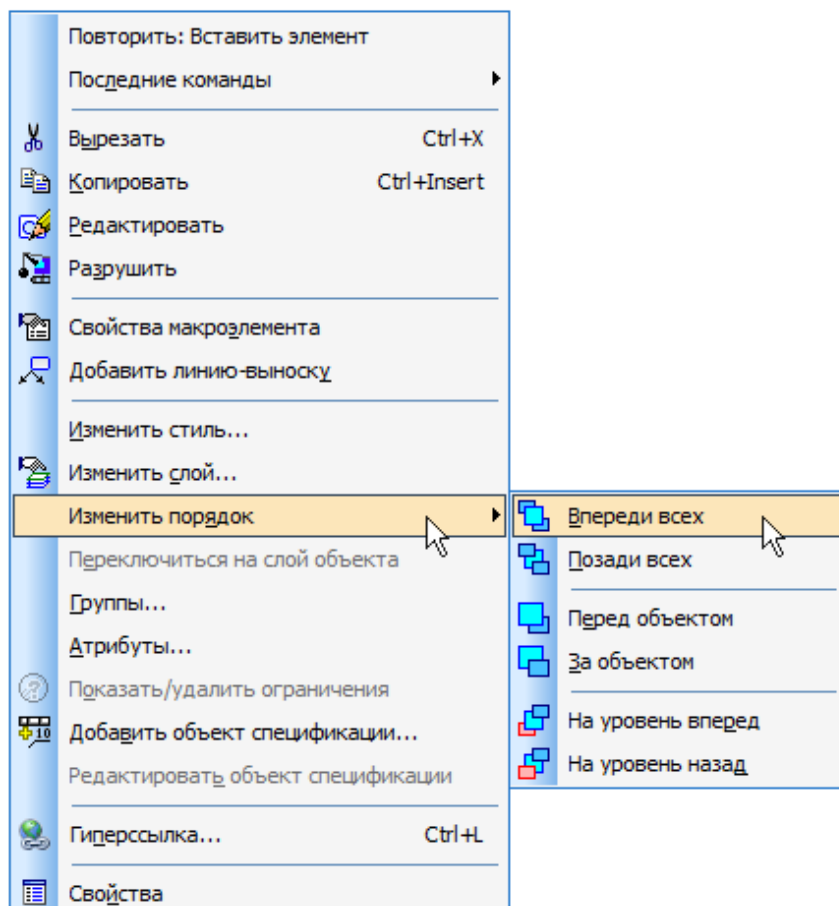 Повторить: Вставить элемент
Последние команды
Вырезать Ctrl+X
Копировать Ctrl+Insert
Редактировать
Разрушить
Свойства макроэлемента
Добавить линию-выноску
Изменить стиль...
Изменить слой...
Изменить порядок
Переключиться на слой объекта
Группы...
Атрибуты...
Показать/удалить ограничения
Добавить объект спецификации...
Редактировать объект спецификации
Гиперссылка... Ctrl+L
Свойства
Впереди всех
Позади всех
Перед объектом
За объектом
На уровень вперед
На уровень назад